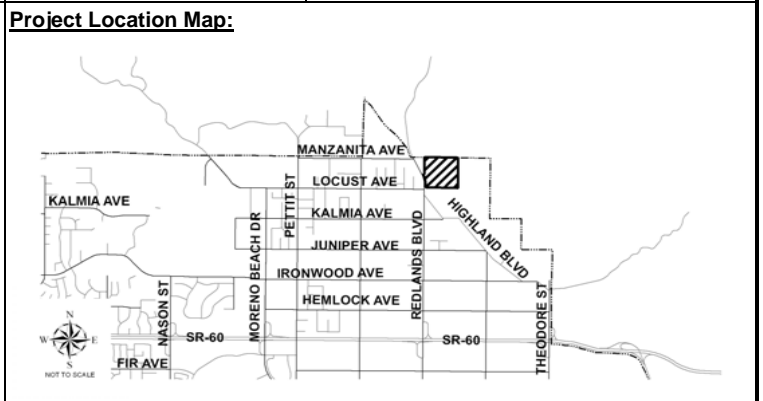 Project Location Map:
MANZANITA AVE
LOCUST AVE
KALMIA AVE
PETTIT ST
KALMIA AVE
HIGHLAND BLVD
MORENO BEACH DR
REDLANDS BLVD
JUNIPER AVE
IRONWOOD AVE
NASON ST
HEMLOCK AVE
THEODORE ST
N
W E
S
SR-60
SR-60
FIR AVE
NOT TO SCALE